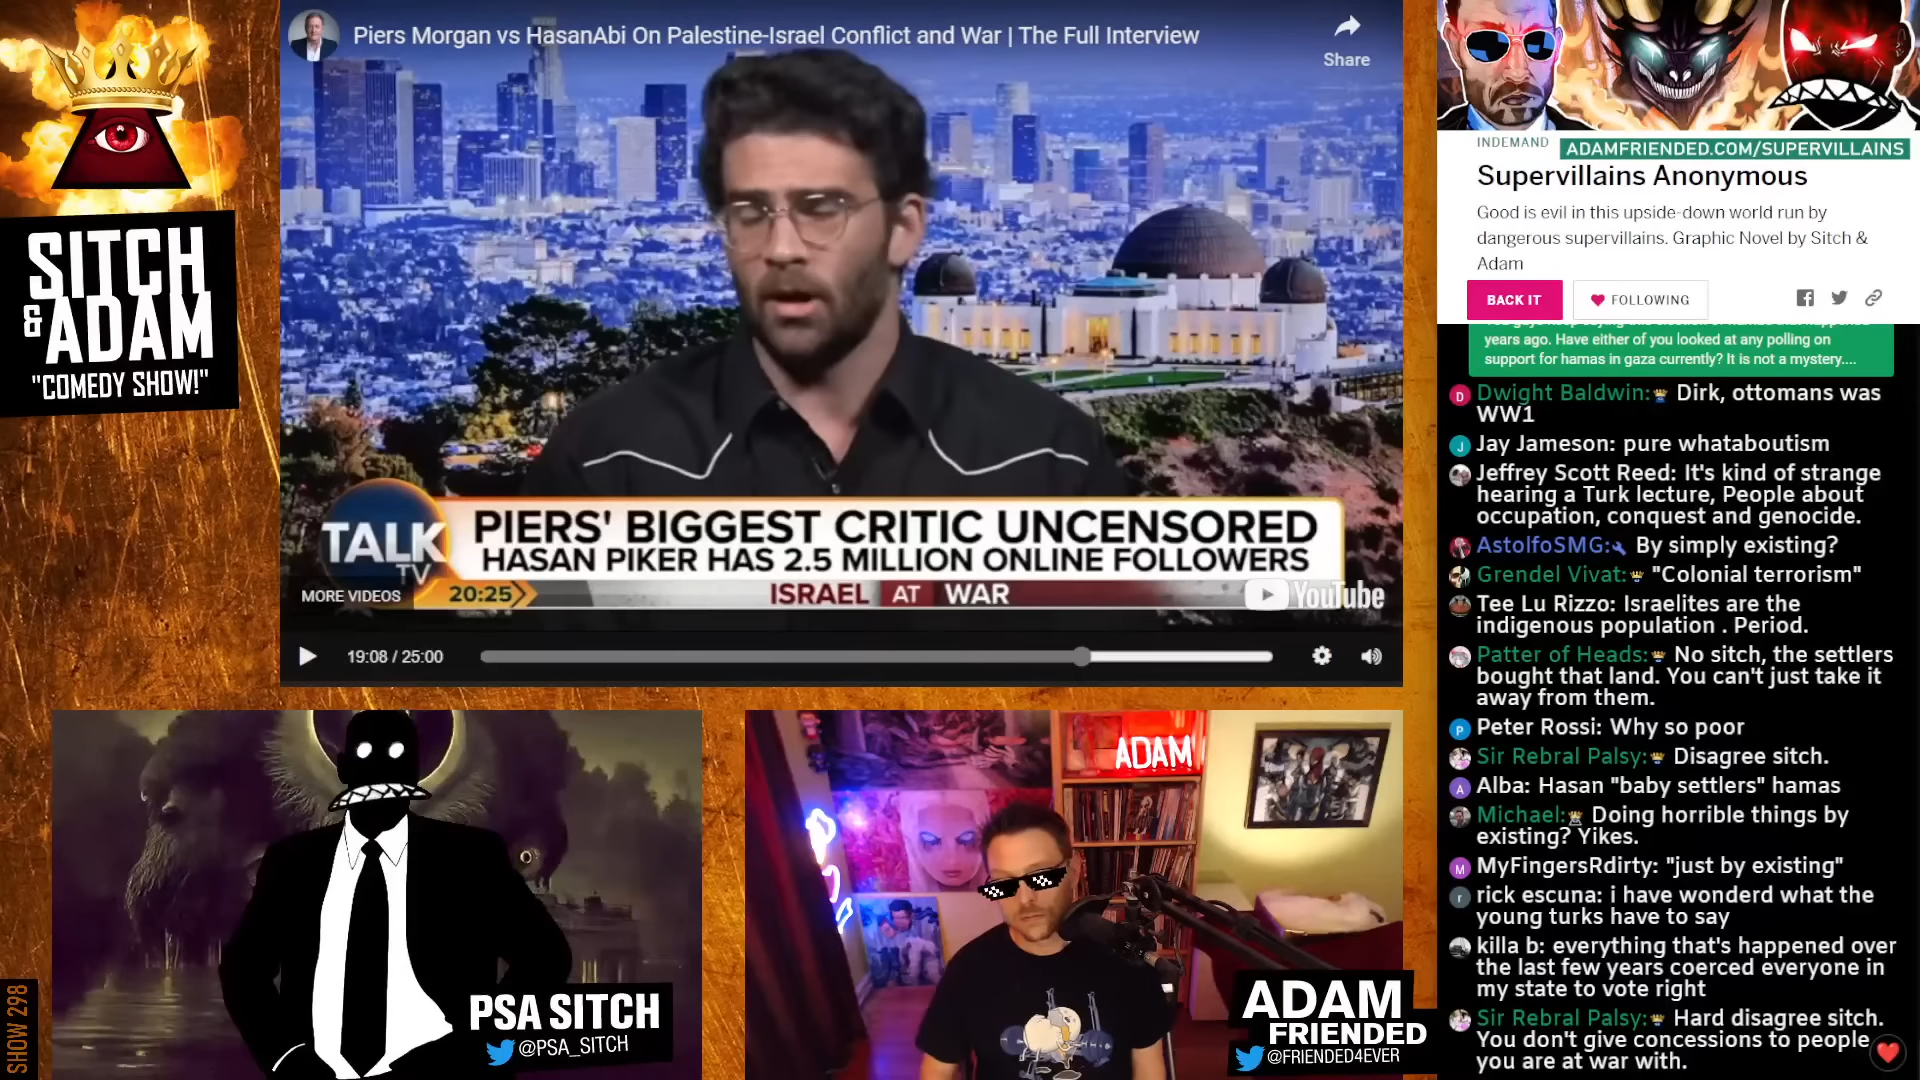 SITCH
& ADAM
"COMEDY SHOW!"
SHOW 298
Piers Morgan vs HasanAbi On Palestine-Israel Conflict and War | The Full Interview
Share
TALK
TV
PIERS' BIGGEST CRITIC UNCENSORED
HASAN PIKER HAS 2.5 MILLION ONLINE FOLLOWERS
MORE VIDEOS
20:25
ISRAEL AT WAR
YouTube
19:08 / 25:00
PSA SITCH
@PSA_SITCH
ADAM
ADAM
FRIENDED
@FRIENDED4EVER
INDEMAND
ADAMFRIENDED.COM/SUPERVILLAINS
Supervillains Anonymous
Good is evil in this upside-down world run by
dangerous supervillains. Graphic Novel by Sitch &
Adam
BACK IT
FOLLOWING
years ago. Have either of you looked at any polling on
support for hamas in gaza currently? It is not a mystery....
D Dwight Baldwin: Dirk, ottomans was
WW1
J Jay Jameson: pure whataboutism
Jeffrey Scott Reed: It's kind of strange
hearing a Turk lecture, People about
occupation, conquest and genocide.
AstolfoSMG: By simply existing?
Grendel Vivat: "Colonial terrorism"
Tee Lu Rizzo: Israelites are the
indigenous population . Period.
Patter of Heads: No sitch, the settlers
bought that land. You can't just take it
away from them.
P Peter Rossi: Why so poor
Sir Rebral Palsy: Disagree sitch.
A Alba: Hasan "baby settlers" hamas
Michael: Doing horrible things by
existing? Yikes.
M MyFingersRdirty: "just by existing"
r rick escuna: i have wonderd what the
young turks have to say
killa b: everything that's happened over
the last few years coerced everyone in
my state to vote right
Sir Rebral Palsy: Hard disagree sitch.
You don't give concessions to people
you are at war with.